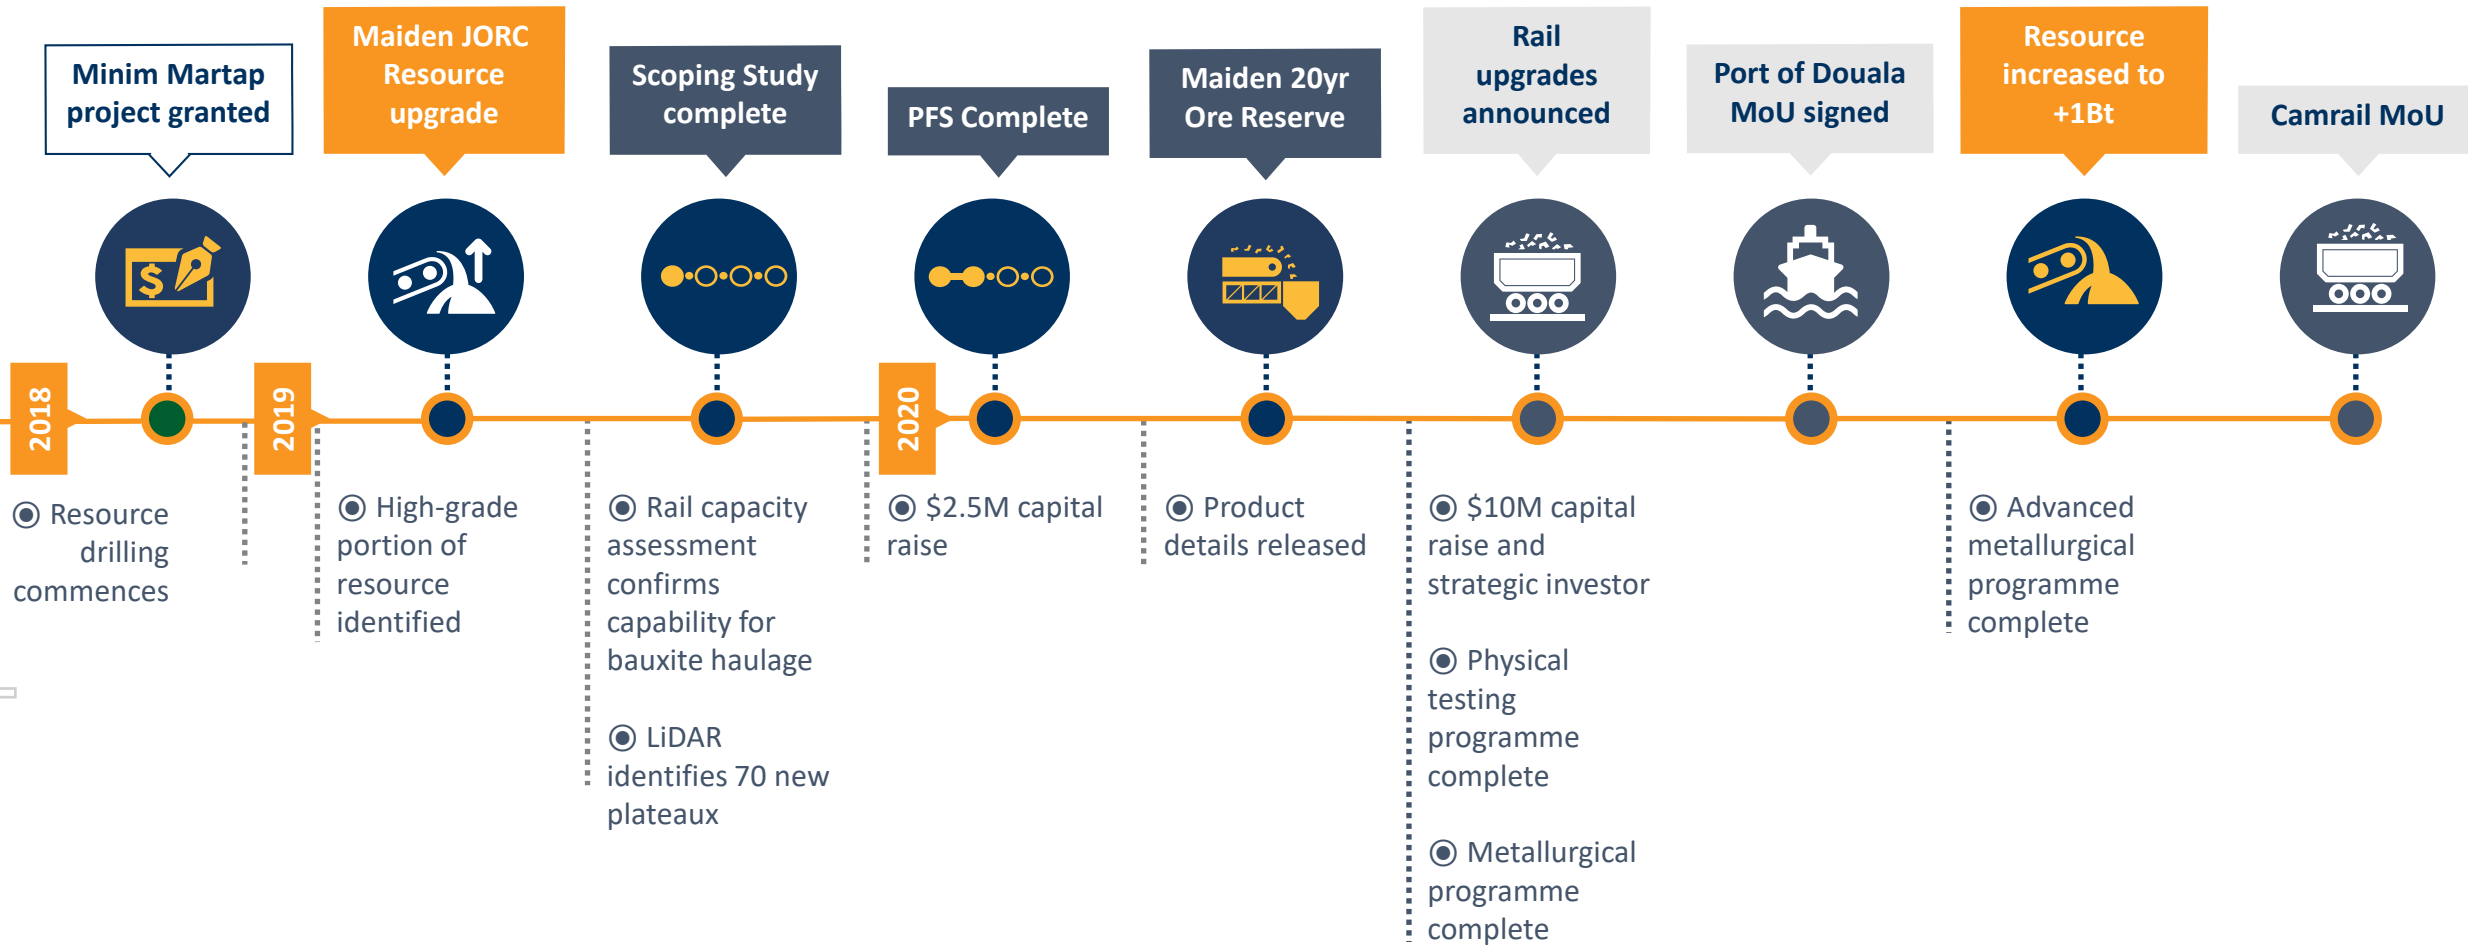 Minim Martap
project granted
Maiden JORC
Resource
upgrade
Scoping Study
complete
PFS Complete
Maiden 20yr
Ore Reserve
Rail
upgrades
announced
Port of Douala
MoU signed
Resource
increased to
+1Bt
Camrail MoU
$
2018
2019
2020
Resource
drilling
commences
High-grade
portion of
resource
identified
Rail capacity
assessment
confirms
capability for
bauxite haulage
LiDAR
identifies 70 new
plateaux
$2.5M capital
raise
Product
details released
$10M capital
raise and
strategic investor
Physical
testing
programme
complete
Metallurgical
programme
complete
Advanced
metallurgical
programme
complete